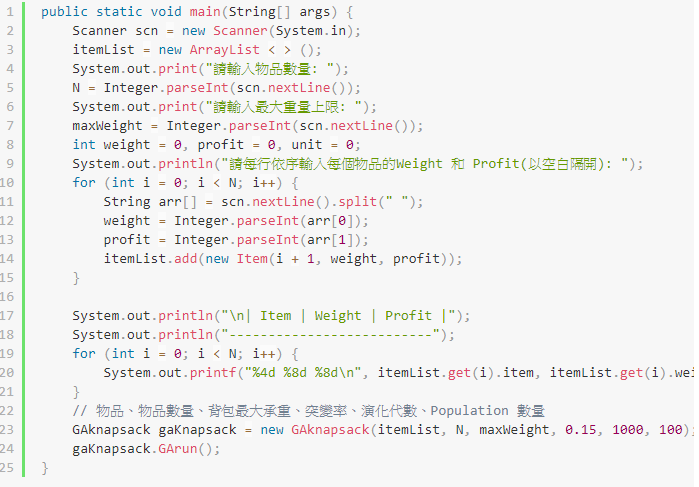 1 public static void main(String[] args) {
2 Scanner scn = new Scanner(System.in);
3 itemList = new ArrayList < > ();
4 System.out.print("請輸入物品數量: ");
5 N = Integer.parseInt(scn.nextLine());
6 System.out.print("請輸入最大重量上限: ");
7 maxWeight = Integer.parseInt(scn.nextLine());
8 int weight = 0, profit = 0, unit = 0;
9 System.out.println("請每行依序輸入每個物品的Weight 和 Profit(以空白隔開): ");
10 for (int i = 0; i < N; i++) {
11 String arr[] = scn.nextLine().split(" ");
12 weight = Integer.parseInt(arr[0]);
13 profit = Integer.parseInt(arr[1]);
14 itemList.add(new Item(i + 1, weight, profit));
15 }
16
17 System.out.println("\n| Item | Weight | Profit |");
18 System.out.println("--------------------------");
19 for (int i = 0; i < N; i++) {
20 System.out.printf("%4d %8d %8d\n", itemList.get(i).item, itemList.get(i).wei
21 }
22 // 物品、物品數量、背包最大承重、突變率、演化代數、Population 數量
23 GAknapsack gaKnapsack = new GAknapsack(itemList, N, maxWeight, 0.15, 1000, 100);
24 gaKnapsack.GArun();
25 }